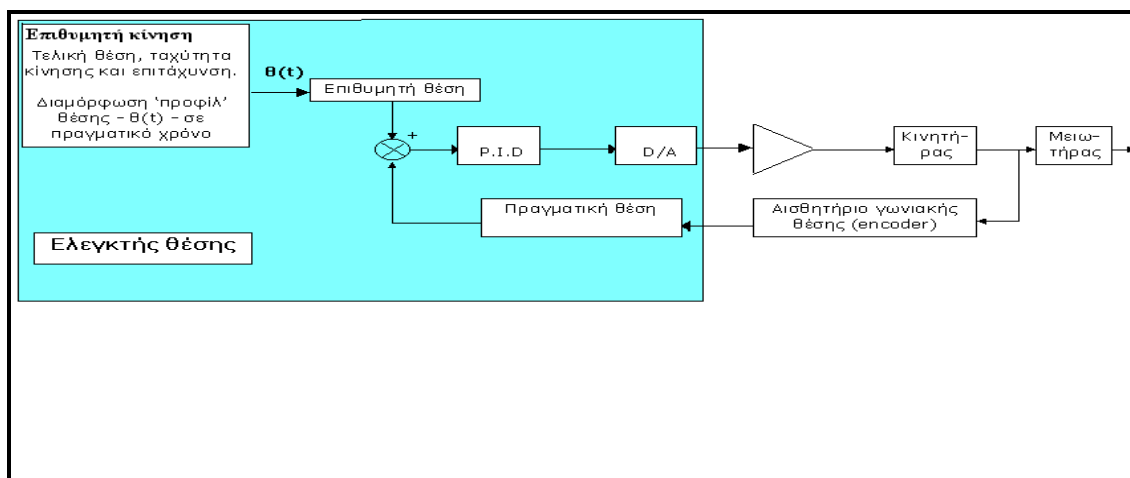 Επιθυμητή κίνηση
Τελική θέση, ταχύτητα
κίνησης και επιτάχυνση.
Διαμόρφωση ‘προφίλ’
θέσης – θ(t) – σε
πραγματικό χρόνο
θ(t)
Επιθυμητή θέση
+
P.I.D
D/A
Κινητή-
ρας
Μειω-
τήρας
Πραγματική θέση
Αισθητήριο γωνιακής
θέσης (encoder)
Ελεγκτής θέσης